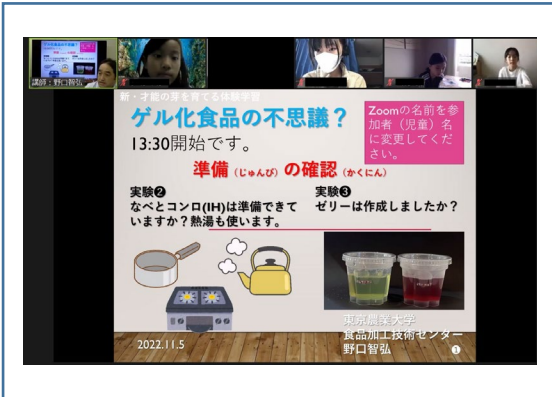 講師：野口智弘
新・才能の芽を育てる体験学習
ゲル化食品の不思議？
13:30開始です。
Zoomの名前を参
加者（児童）名
に変更してくだ
さい。
準備（じゅんび）の確認（かくにん）
実験❷
なべとコンロ(IH)は準備できて
いますか？熱湯も使います。
実験❸
ゼリーは作成しましたか？
2022.11.5
東京農業大学
食品加工技術センター
野口智弘
❶